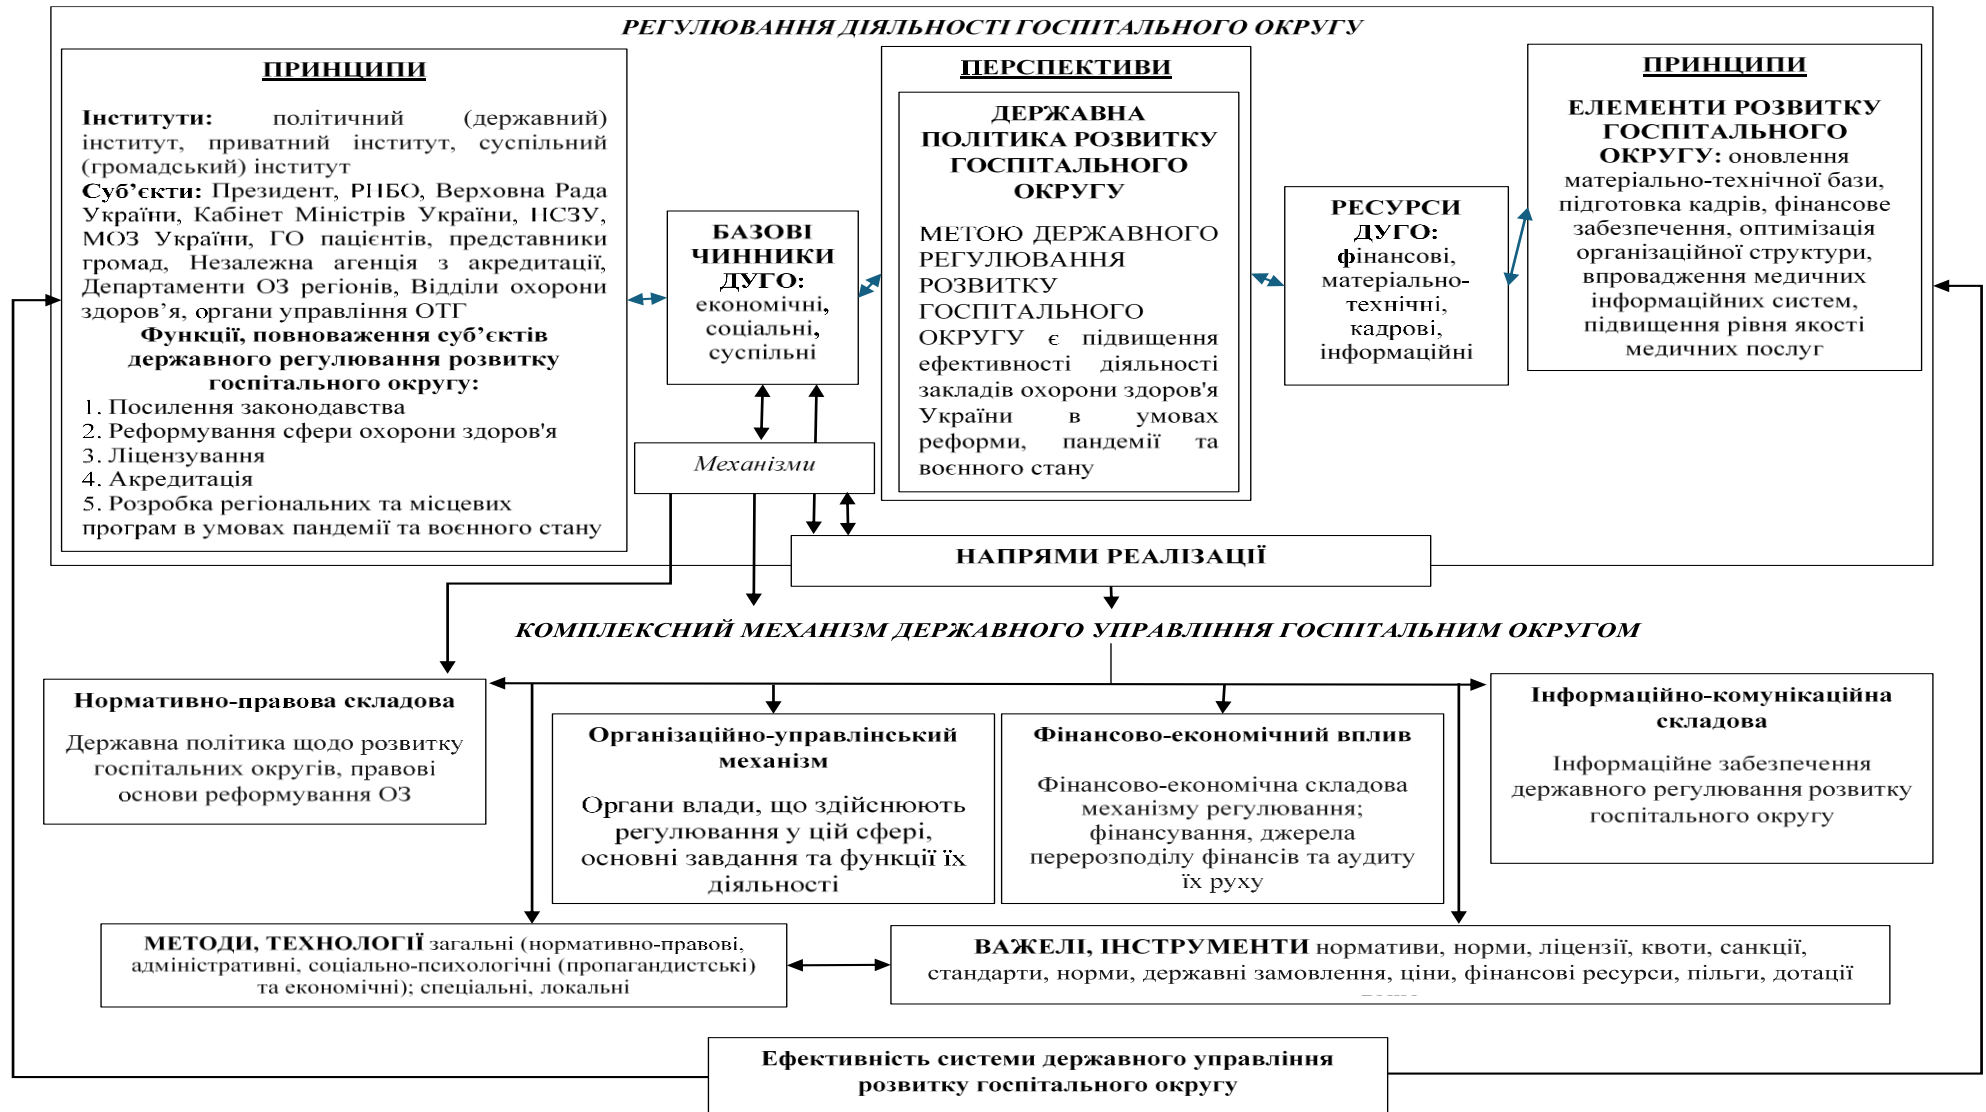 РЕГУЛЮВАННЯ ДІЯЛЬНОСТІ ГОСПІТАЛЬНОГО ОКРУГУ
ПРИНЦИПИ
Інститути: політичний (державний)
інститут, приватний інститут, суспільний
(громадський) інститут
Суб’єкти: Президент, РНБО, Верховна Рада
України, Кабінет Міністрів України, НСЗУ,
МОЗ України, ГО пацієнтів, представники
громад, Незалежна агенція з акредитації,
Департаменти ОЗ регіонів, Відділи охорони
здоров’я, органи управління ОТГ
Функції, повноваження суб’єктів
державного регулювання розвитку
госпітального округу:
1. Посилення законодавства
2. Реформування сфери охорони здоров'я
3. Ліцензування
4. Акредитація
5. Розробка регіональних та місцевих
програм в умовах пандемії та воєнного стану
БАЗОВІ
ЧИННИКИ
ДУГО:
економічні,
соціальні,
суспільні
Механізми
ПЕРСПЕКТИВИ
ДЕРЖАВНА
ПОЛІТИКА РОЗВИТКУ
ГОСПІТАЛЬНОГО
ОКРУГУ
МЕТОЮ ДЕРЖАВНОГО
РЕГУЛЮВАННЯ
РОЗВИТКУ
ГОСПІТАЛЬНОГО
ОКРУГУ є підвищення
ефективності діяльності
закладів охорони здоров'я
України в умовах
реформи, пандемії та
воєнного стану
РЕСУРСИ
ДУГО:
фінансові,
матеріально-
технічні,
кадрові,
інформаційні
ПРИНЦИПИ
ЕЛЕМЕНТИ РОЗВИТКУ
ГОСПІТАЛЬНОГО
ОКРУГУ: оновлення
матеріально-технічної бази,
підготовка кадрів, фінансове
забезпечення, оптимізація
організаційної структури,
впровадження медичних
інформаційних систем,
підвищення рівня якості
медичних послуг
НАПРЯМИ РЕАЛІЗАЦІЇ
КОМПЛЕКСНИЙ МЕХАНІЗМ ДЕРЖАВНОГО УПРАВЛІННЯ ГОСПІТАЛЬНИМ ОКРУГОМ
Нормативно-правова складова
Державна політика щодо розвитку
госпітальних округів, правові
основи реформування ОЗ
Організаційно-управлінський
механізм
Органи влади, що здійснюють
регулювання у цій сфері,
основні завдання та функції їх
діяльності
Фінансово-економічний вплив
Фінансово-економічна складова
механізму регулювання;
фінансування, джерела
перерозподілу фінансів та аудиту
їх руху
Інформаційно-комунікаційна
складова
Інформаційне забезпечення
державного регулювання розвитку
госпітального округу
МЕТОДИ, ТЕХНОЛОГІЇ загальні (нормативно-правові,
адміністративні, соціально-психологічні (пропагандистські)
та економічні); спеціальні, локальні
ВАЖЕЛІ, ІНСТРУМЕНТИ нормативи, норми, ліцензії, квоти, санкції,
стандарти, норми, державні замовлення, ціни, фінансові ресурси, пільги, дотації
Ефективність системи державного управління
розвитку госпітального округу